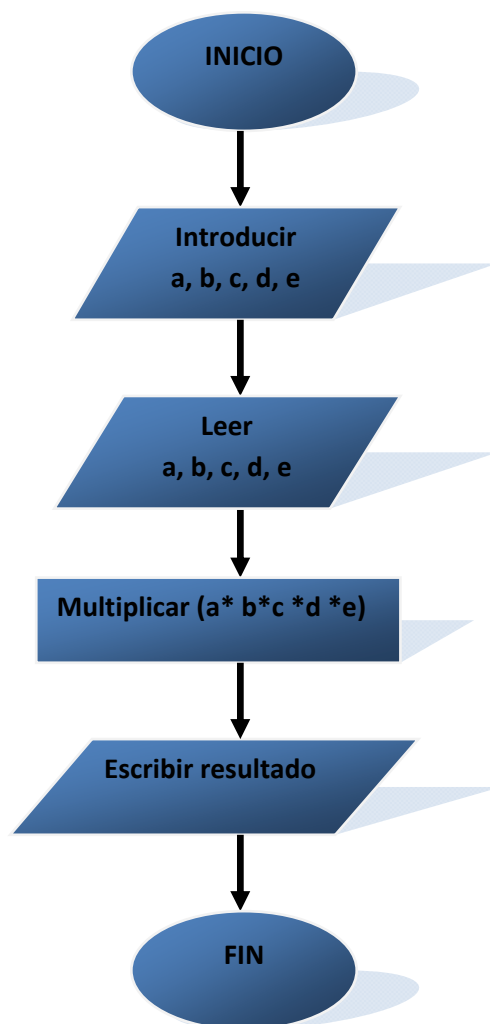 INICIO
Introducir
a, b, c, d, e
Leer
a, b, c, d, e
Multiplicar (a* b*c *d *e)
Escribir resultado
FIN